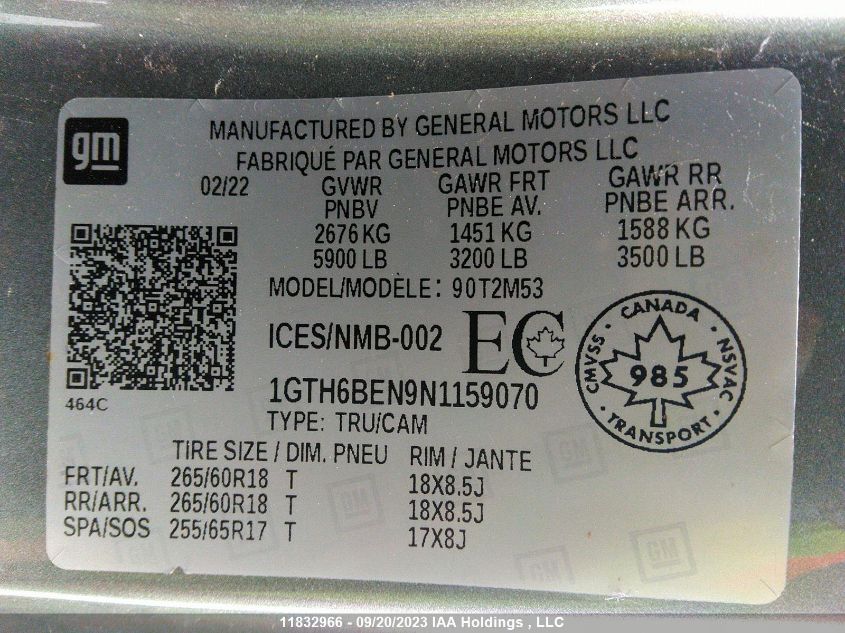 gm
MANUFACTURED BY GENERAL MOTORS LLC
FABRIQUÉ PAR GENERAL MOTORS LLC
02/22 GVWR GAWR FRT GAWR RR
PNBV PNBE AV. PNBE ARR.
2676 KG 1451 KG 1588 KG
5900 LB 3200 LB 3500 LB
MODEL/MODÈLE: 90T2M53
ICES/NMB-002 EC
CANADA
CMVSS · NSVAC
985
TRANSPORT
464C
1GTH6BEN9N1159070
TYPE: TRU/CAM
TIRE SIZE / DIM. PNEU RIM / JANTE
FRT/AV. 265/60R18 T 18X8.5J
RR/ARR. 265/60R18 T 18X8.5J
SPA/SOS 255/65R17 T 17X8J
GM
GM
GM
GM
11832966 - 09/20/2023 IAA Holdings , LLC